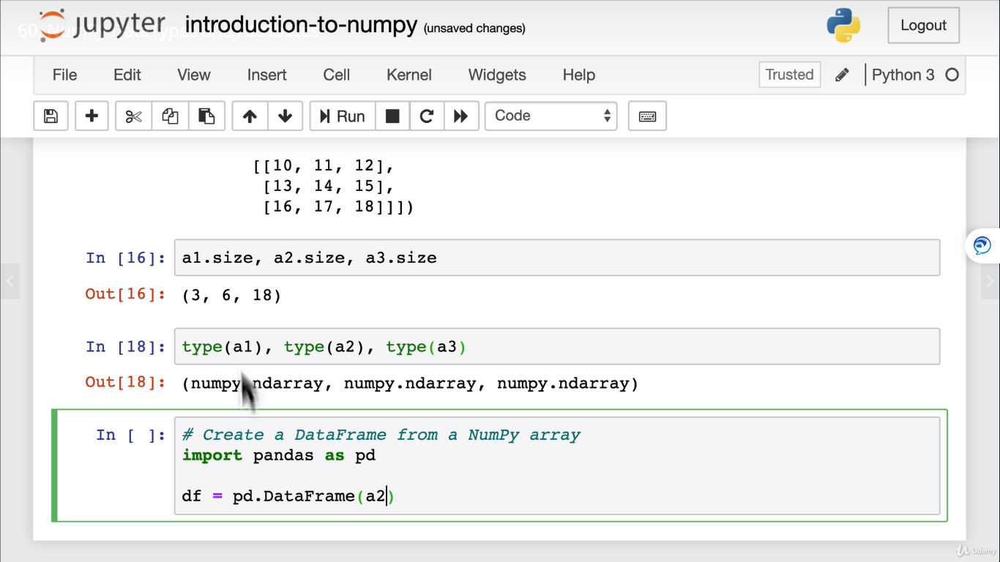 jupyter introduction-to-numpy (unsaved changes)
Logout
File Edit View Insert Cell Kernel Widgets Help
Trusted Python 3
Run Code
[[10, 11, 12],
[13, 14, 15],
[16, 17, 18]]])
In [16]: a1.size, a2.size, a3.size
Out[16]: (3, 6, 18)
In [18]: type(a1), type(a2), type(a3)
Out[18]: (numpy.ndarray, numpy.ndarray, numpy.ndarray)
In [ ]: # Create a DataFrame from a NumPy array
import pandas as pd
df = pd.DataFrame(a2)
Udemy